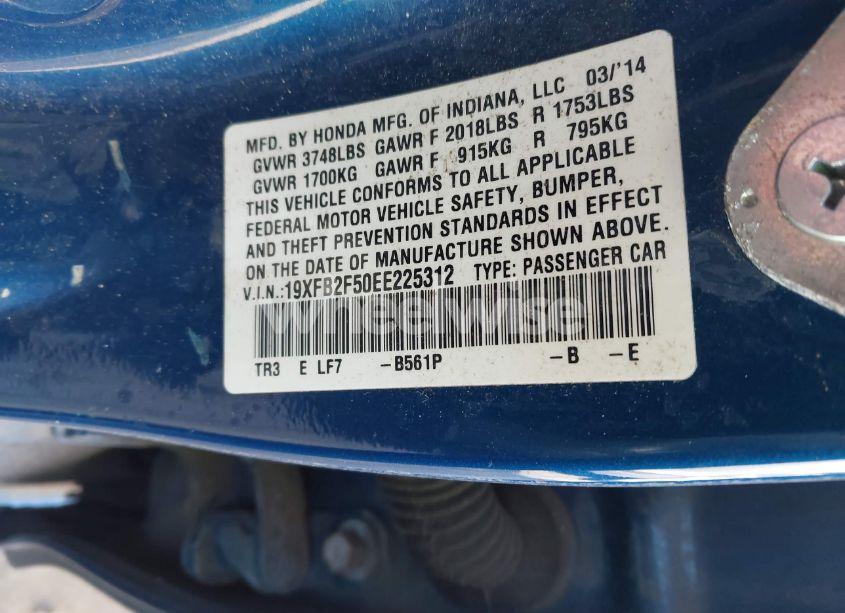 MFD. BY HONDA MFG. OF INDIANA, LLC 03/'14
GVWR 3748LBS GAWR F 2018LBS R 1753LBS
GVWR 1700KG GAWR F 915KG R 795KG
THIS VEHICLE CONFORMS TO ALL APPLICABLE
FEDERAL MOTOR VEHICLE SAFETY, BUMPER,
AND THEFT PREVENTION STANDARDS IN EFFECT
ON THE DATE OF MANUFACTURE SHOWN ABOVE.
V.I.N.:19XFB2F50EE225312 TYPE: PASSENGER CAR
wheelwise
TR3 E LF7 -B561P -B -E